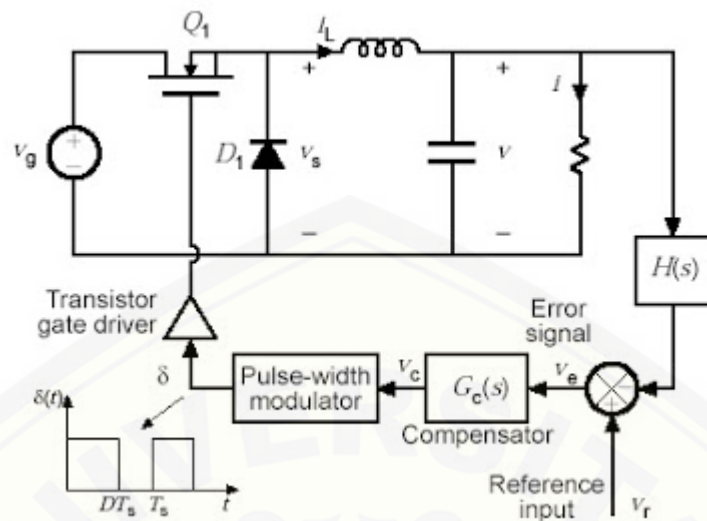 Q1
IL
+
+
i
vg
+
−
D1
vs
v
−
−
H(s)
Transistor
gate driver
Error
signal
δ
Pulse-width
modulator
vc
Gc(s)
ve
−
+
Compensator
δ(t)
DTs
Ts
t
Reference
input
vr